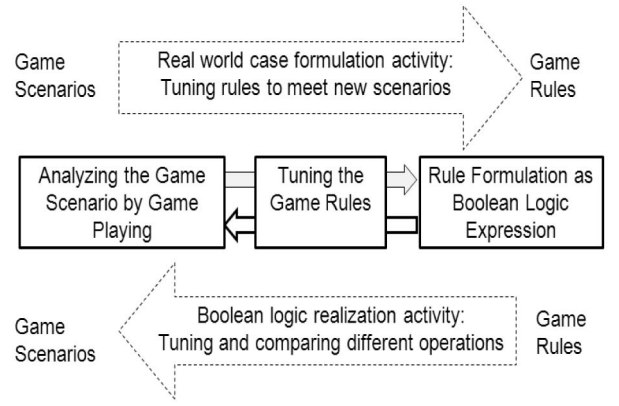 Game
Scenarios
Real world case formulation activity:
Tuning rules to meet new scenarios
Game
Rules
Analyzing the Game
Scenario by Game
Playing
Tuning the
Game Rules
Rule Formulation as
Boolean Logic
Expression
Game
Scenarios
Boolean logic realization activity:
Tuning and comparing different operations
Game
Rules